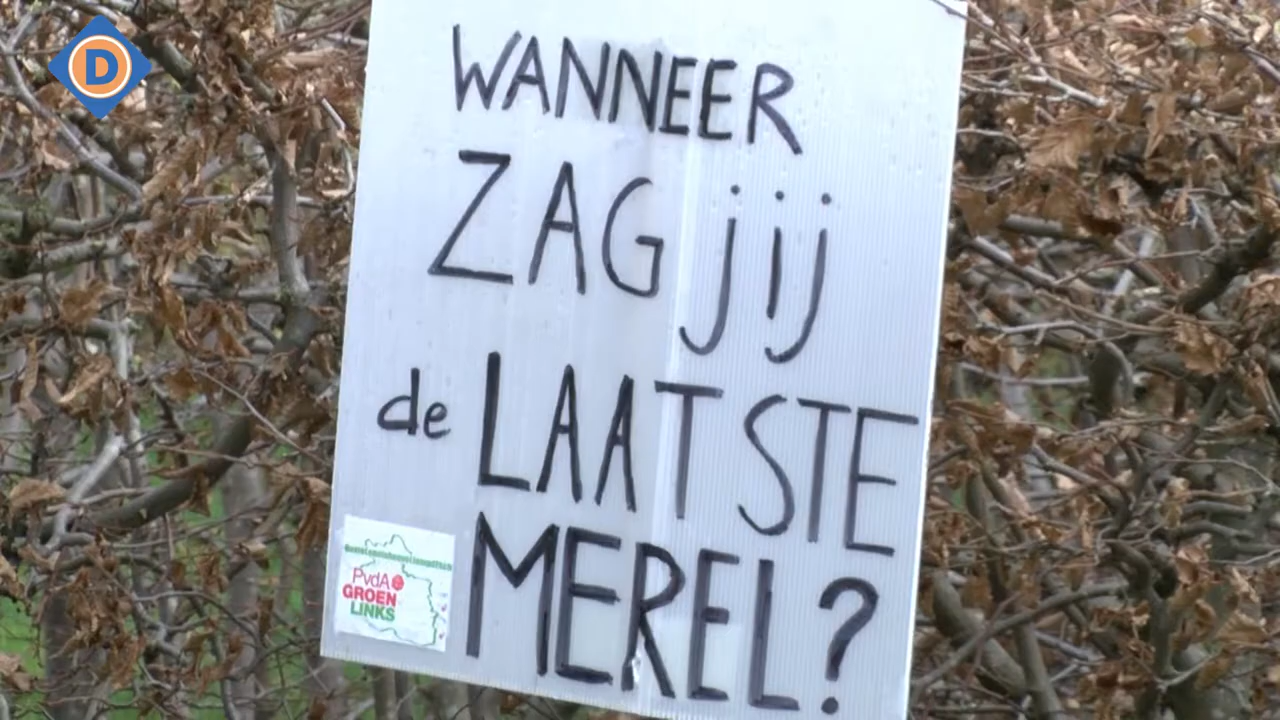 D
WANNEER
ZAG jij
de LAATSTE
MEREL?
PvdA
GROEN
LINKS